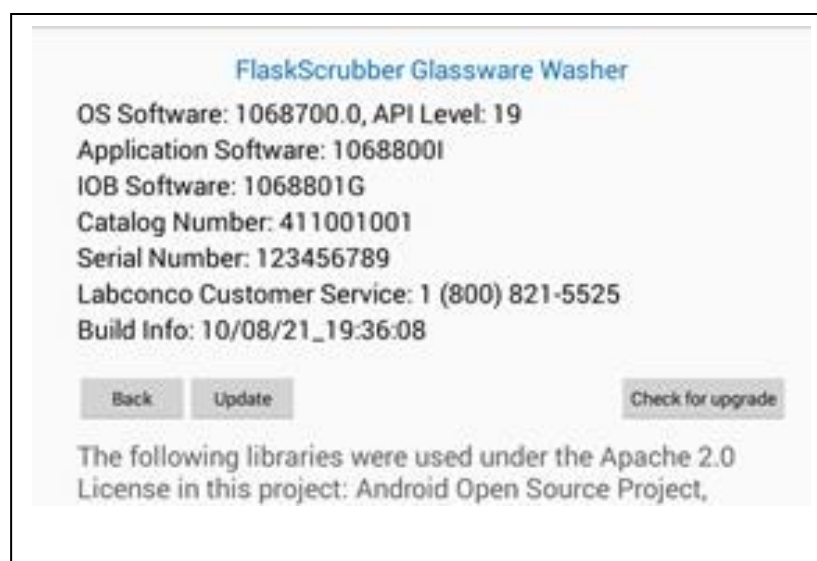 FlaskScrubber Glassware Washer
OS Software: 1068700.0, API Level: 19
Application Software: 1068800I
IOB Software: 1068801G
Catalog Number: 411001001
Serial Number: 123456789
Labconco Customer Service: 1 (800) 821-5525
Build Info: 10/08/21_19:36:08
Back Update Check for upgrade
The following libraries were used under the Apache 2.0
License in this project: Android Open Source Project,